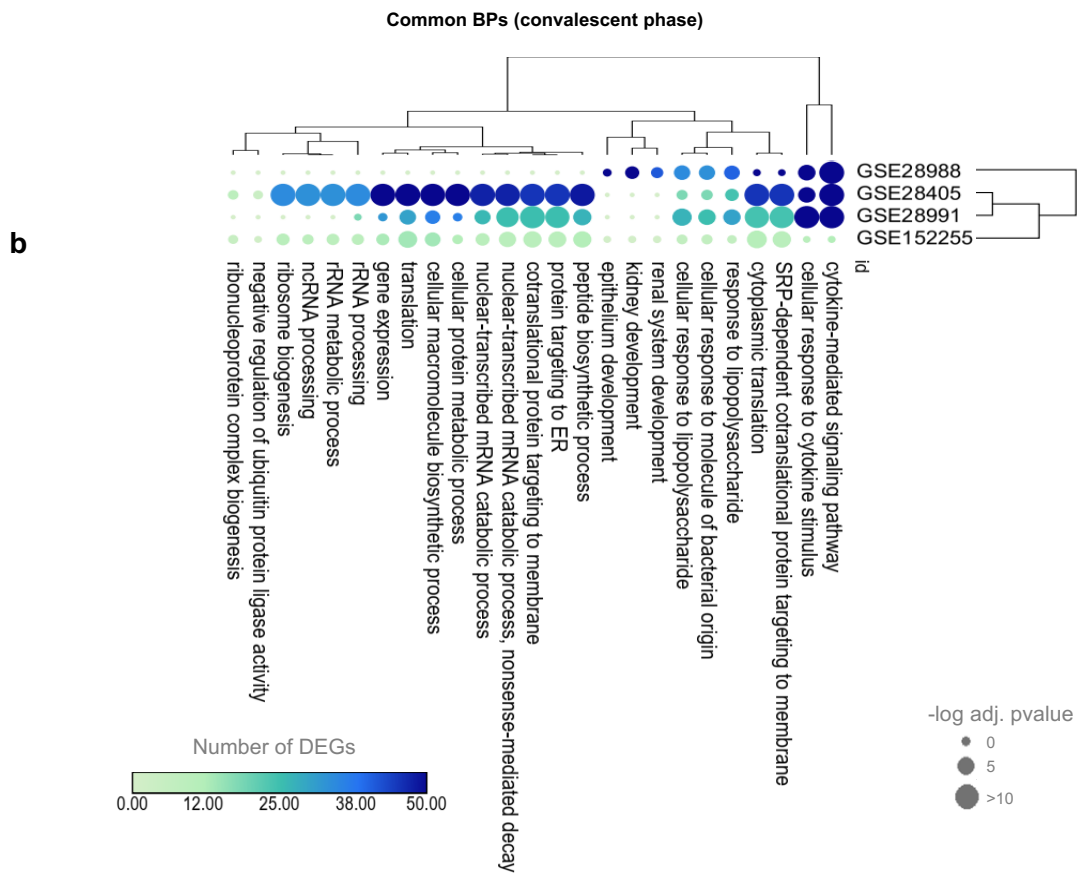 Common BPs (convalescent phase)
GSE28988
GSE28405
GSE28991
GSE152255
b
id
ribonucleoprotein complex biogenesis
negative regulation of ubiquitin protein ligase activity
ribosome biogenesis
ncRNA processing
rRNA metabolic process
rRNA processing
gene expression
translation
cellular macromolecule biosynthetic process
cellular protein metabolic process
nuclear-transcribed mRNA catabolic process
nuclear-transcribed mRNA catabolic process, nonsense-mediated decay
cotranslational protein targeting to membrane
protein targeting to ER
peptide biosynthetic process
epithelium development
kidney development
renal system development
cellular response to lipopolysaccharide
cellular response to molecule of bacterial origin
response to lipopolysaccharide
cytoplasmic translation
SRP-dependent cotranslational protein targeting to membrane
cellular response to cytokine stimulus
cytokine-mediated signaling pathway
Number of DEGs
0.00 12.00 25.00 38.00 50.00
-log adj. pvalue
0
5
>10